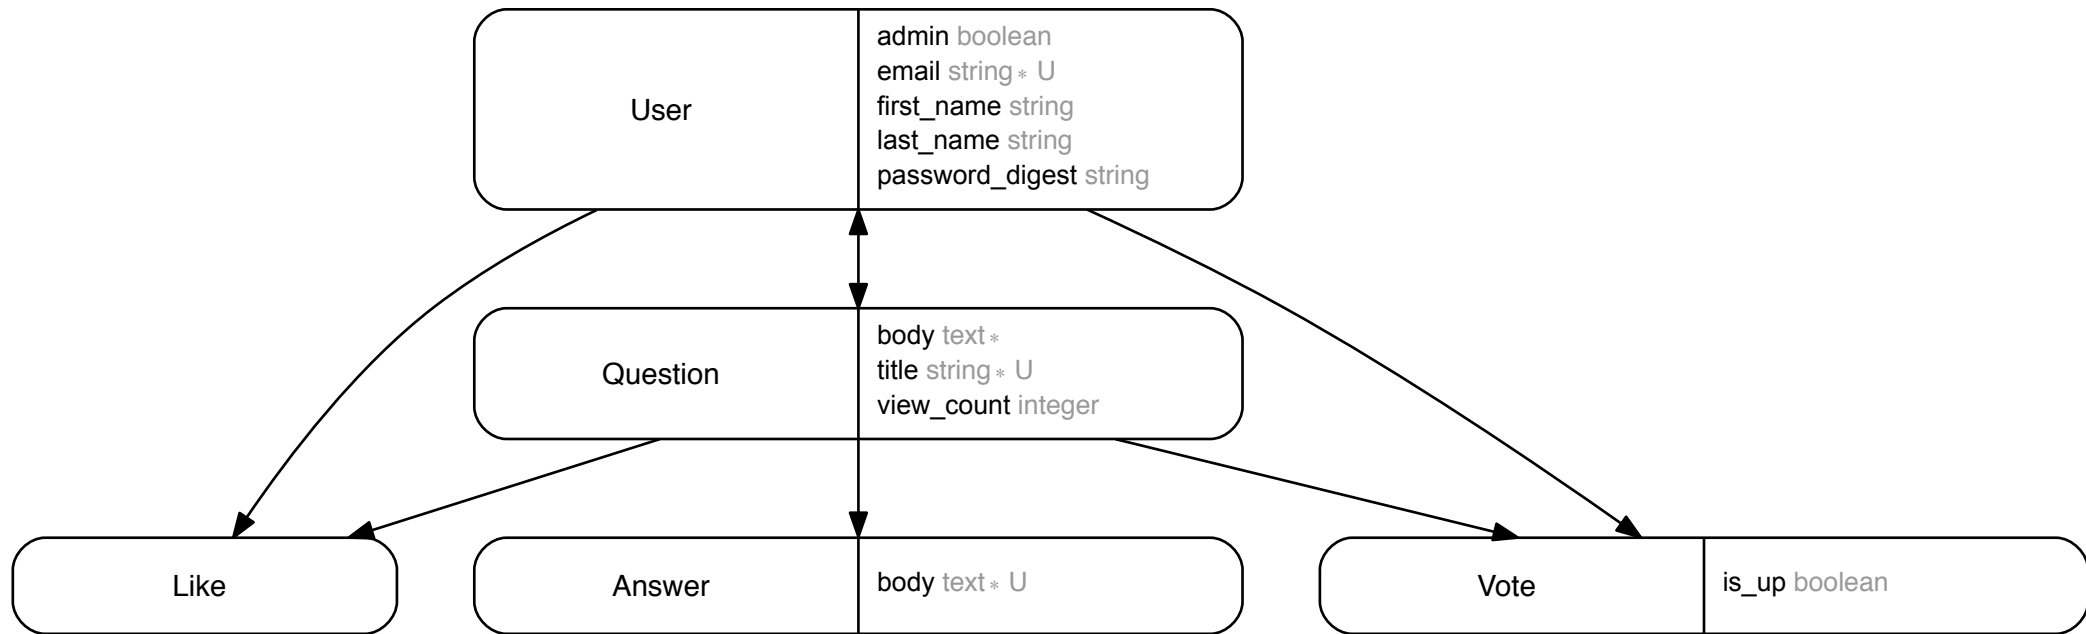 User
admin boolean
email string∗ U
first_name string
last_name string
password_digest string
Question
body text∗
title string∗ U
view_count integer
Like
Answer
body text∗ U
Vote
is_up boolean